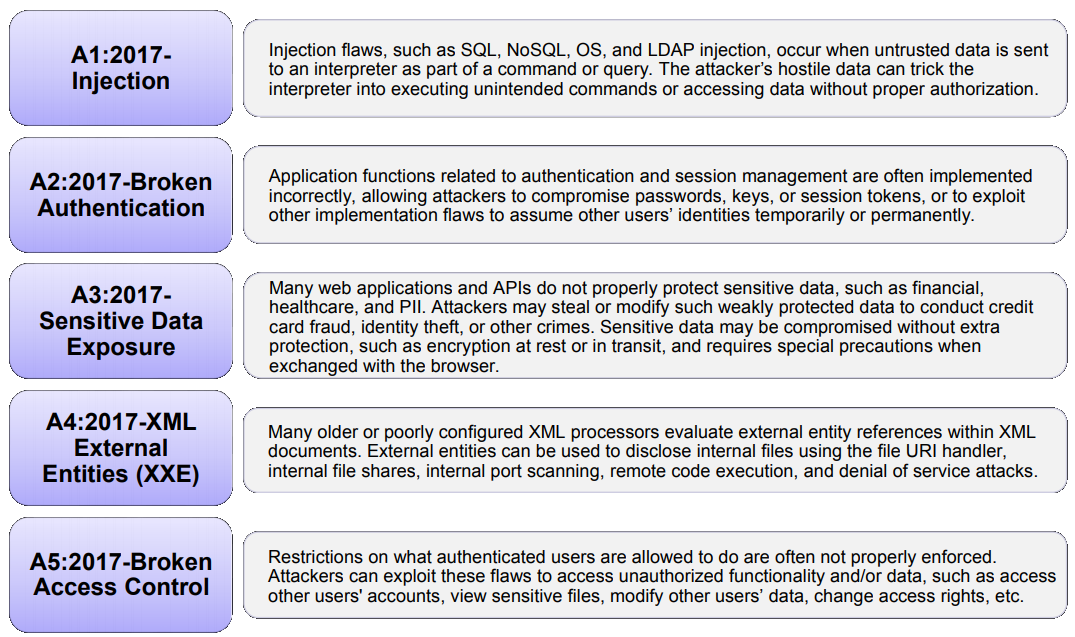 A1:2017-
Injection
Injection flaws, such as SQL, NoSQL, OS, and LDAP injection, occur when untrusted data is sent
to an interpreter as part of a command or query. The attacker’s hostile data can trick the
interpreter into executing unintended commands or accessing data without proper authorization.
A2:2017-Broken
Authentication
Application functions related to authentication and session management are often implemented
incorrectly, allowing attackers to compromise passwords, keys, or session tokens, or to exploit
other implementation flaws to assume other users’ identities temporarily or permanently.
A3:2017-
Sensitive Data
Exposure
Many web applications and APIs do not properly protect sensitive data, such as financial,
healthcare, and PII. Attackers may steal or modify such weakly protected data to conduct credit
card fraud, identity theft, or other crimes. Sensitive data may be compromised without extra
protection, such as encryption at rest or in transit, and requires special precautions when
exchanged with the browser.
A4:2017-XML
External
Entities (XXE)
Many older or poorly configured XML processors evaluate external entity references within XML
documents. External entities can be used to disclose internal files using the file URI handler,
internal file shares, internal port scanning, remote code execution, and denial of service attacks.
A5:2017-Broken
Access Control
Restrictions on what authenticated users are allowed to do are often not properly enforced.
Attackers can exploit these flaws to access unauthorized functionality and/or data, such as access
other users' accounts, view sensitive files, modify other users’ data, change access rights, etc.